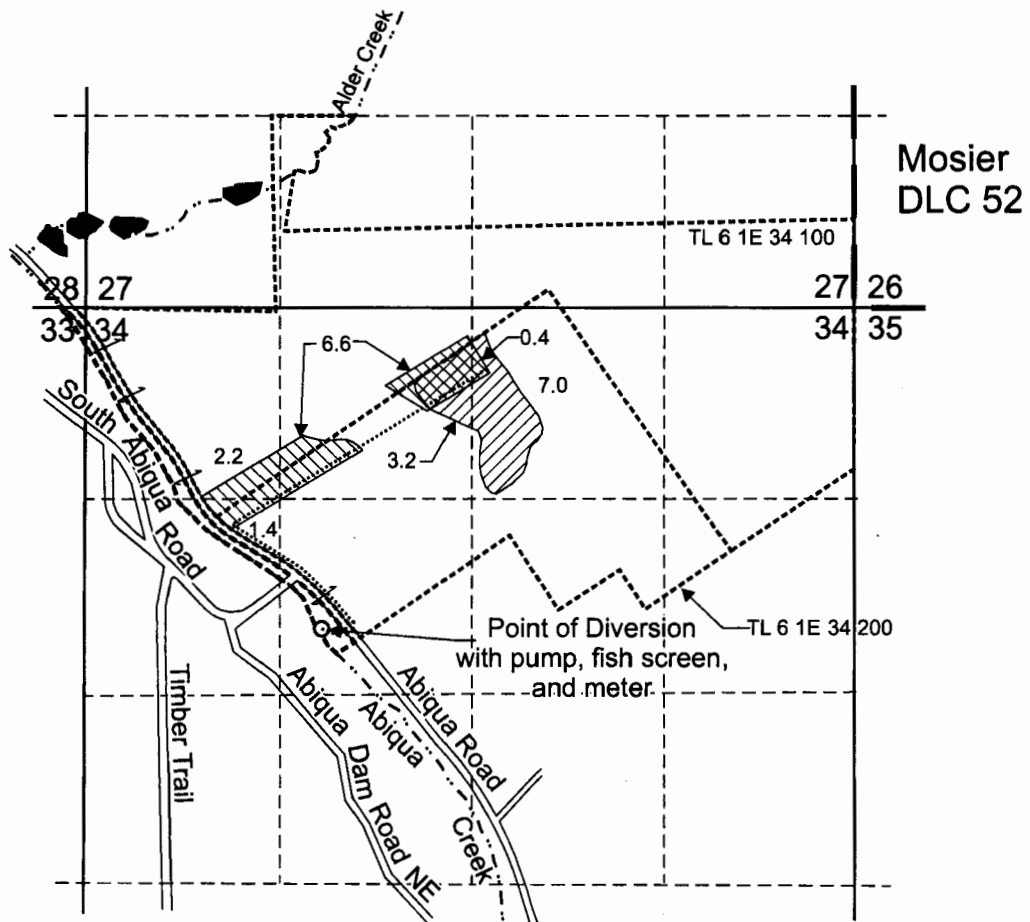 Alder Creek
Mosier
DLC 52
TL 6 1E 34 100
28 27
27 26
33 34
34 35
6.6
0.4
7.0
South Abiqua Road
2.2
3.2
1.4
Point of Diversion
with pump, fish screen,
and meter
TL 6 1E 34 200
Timber Trail
Abiqua Dam Road NE
Abiqua Creek
Abiqua Road